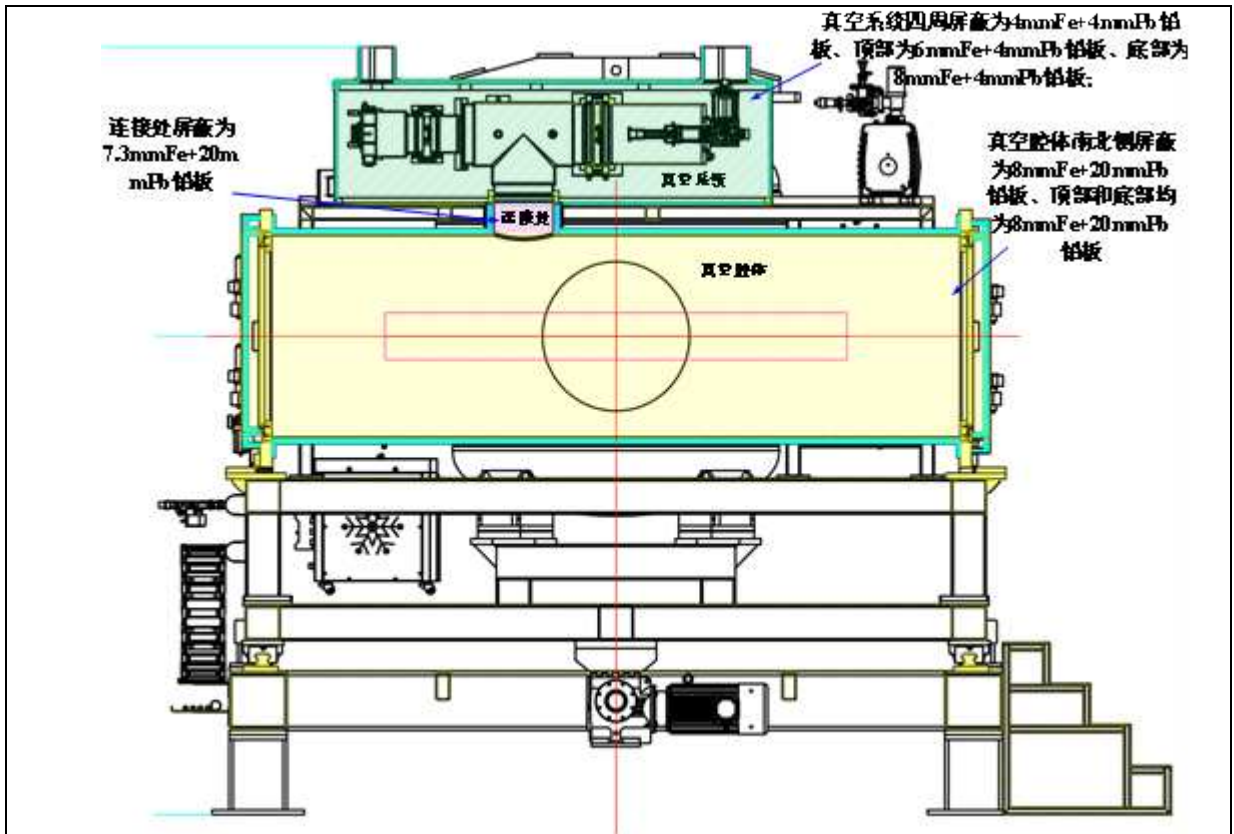 真空系统四周屏蔽为4mmFe+4mmPb铅
板、顶部为6mmFe+4mmPb铅板、底部为
8mmFe+4mmPb铅板；
连接处屏蔽为
7.3mmFe+20m
mPb铅板
真空腔体南北侧屏蔽
为8mmFe+20mmPb
铅板、顶部和底部均
为8mmFe+20mmPb
铅板
真空系统
连接处
真空腔体